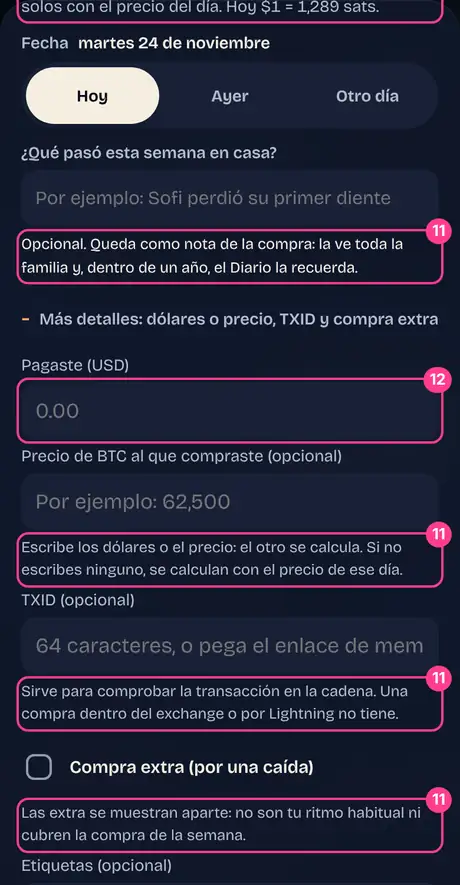 solos con el precio del día. Hoy $1 = 1,289 sats.
Fecha martes 24 de noviembre
Hoy Ayer Otro día
¿Qué pasó esta semana en casa?
Por ejemplo: Sofi perdió su primer diente
11
Opcional. Queda como nota de la compra: la ve toda la
familia y, dentro de un año, el Diario la recuerda.
– Más detalles: dólares o precio, TXID y compra extra
Pagaste (USD)
12
0.00
Precio de BTC al que compraste (opcional)
Por ejemplo: 62,500
11
Escribe los dólares o el precio: el otro se calcula. Si no
escribes ninguno, se calculan con el precio de ese día.
TXID (opcional)
64 caracteres, o pega el enlace de mem
11
Sirve para comprobar la transacción en la cadena. Una
compra dentro del exchange o por Lightning no tiene.
Compra extra (por una caída)
11
Las extra se muestran aparte: no son tu ritmo habitual ni
cubren la compra de la semana.
Etiquetas (opcional)